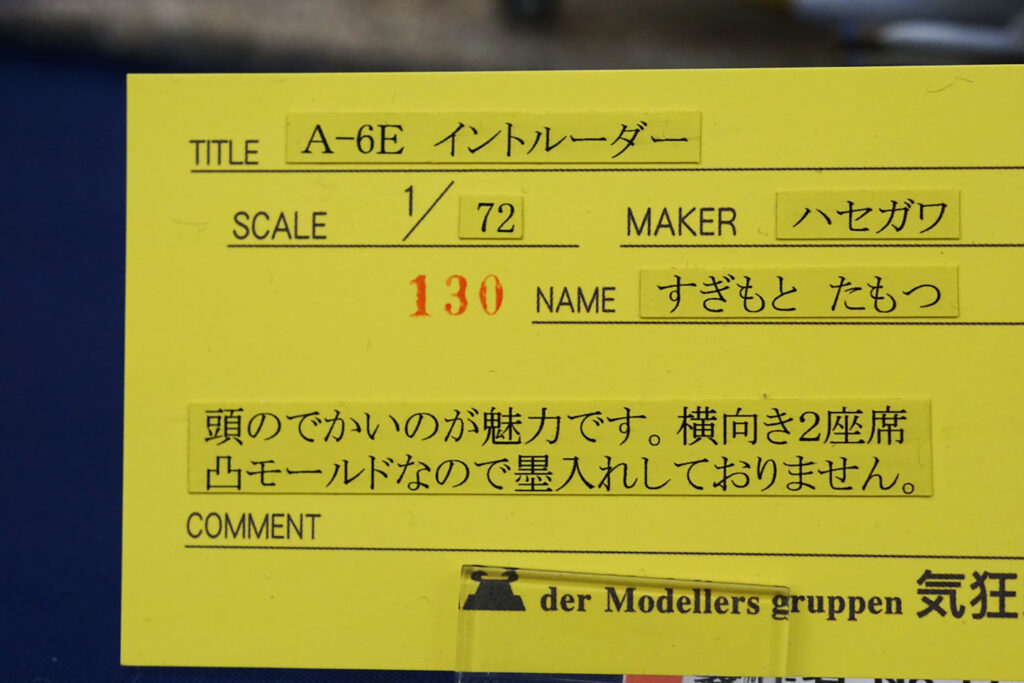 TITLE A-6E イントルーダー
SCALE 1/72 MAKER ハセガワ
130 NAME すぎもと たもつ
頭のでかいのが魅力です。横向き2座席
凸モールドなので墨入れしておりません。
COMMENT
der Modellers gruppen 気狂